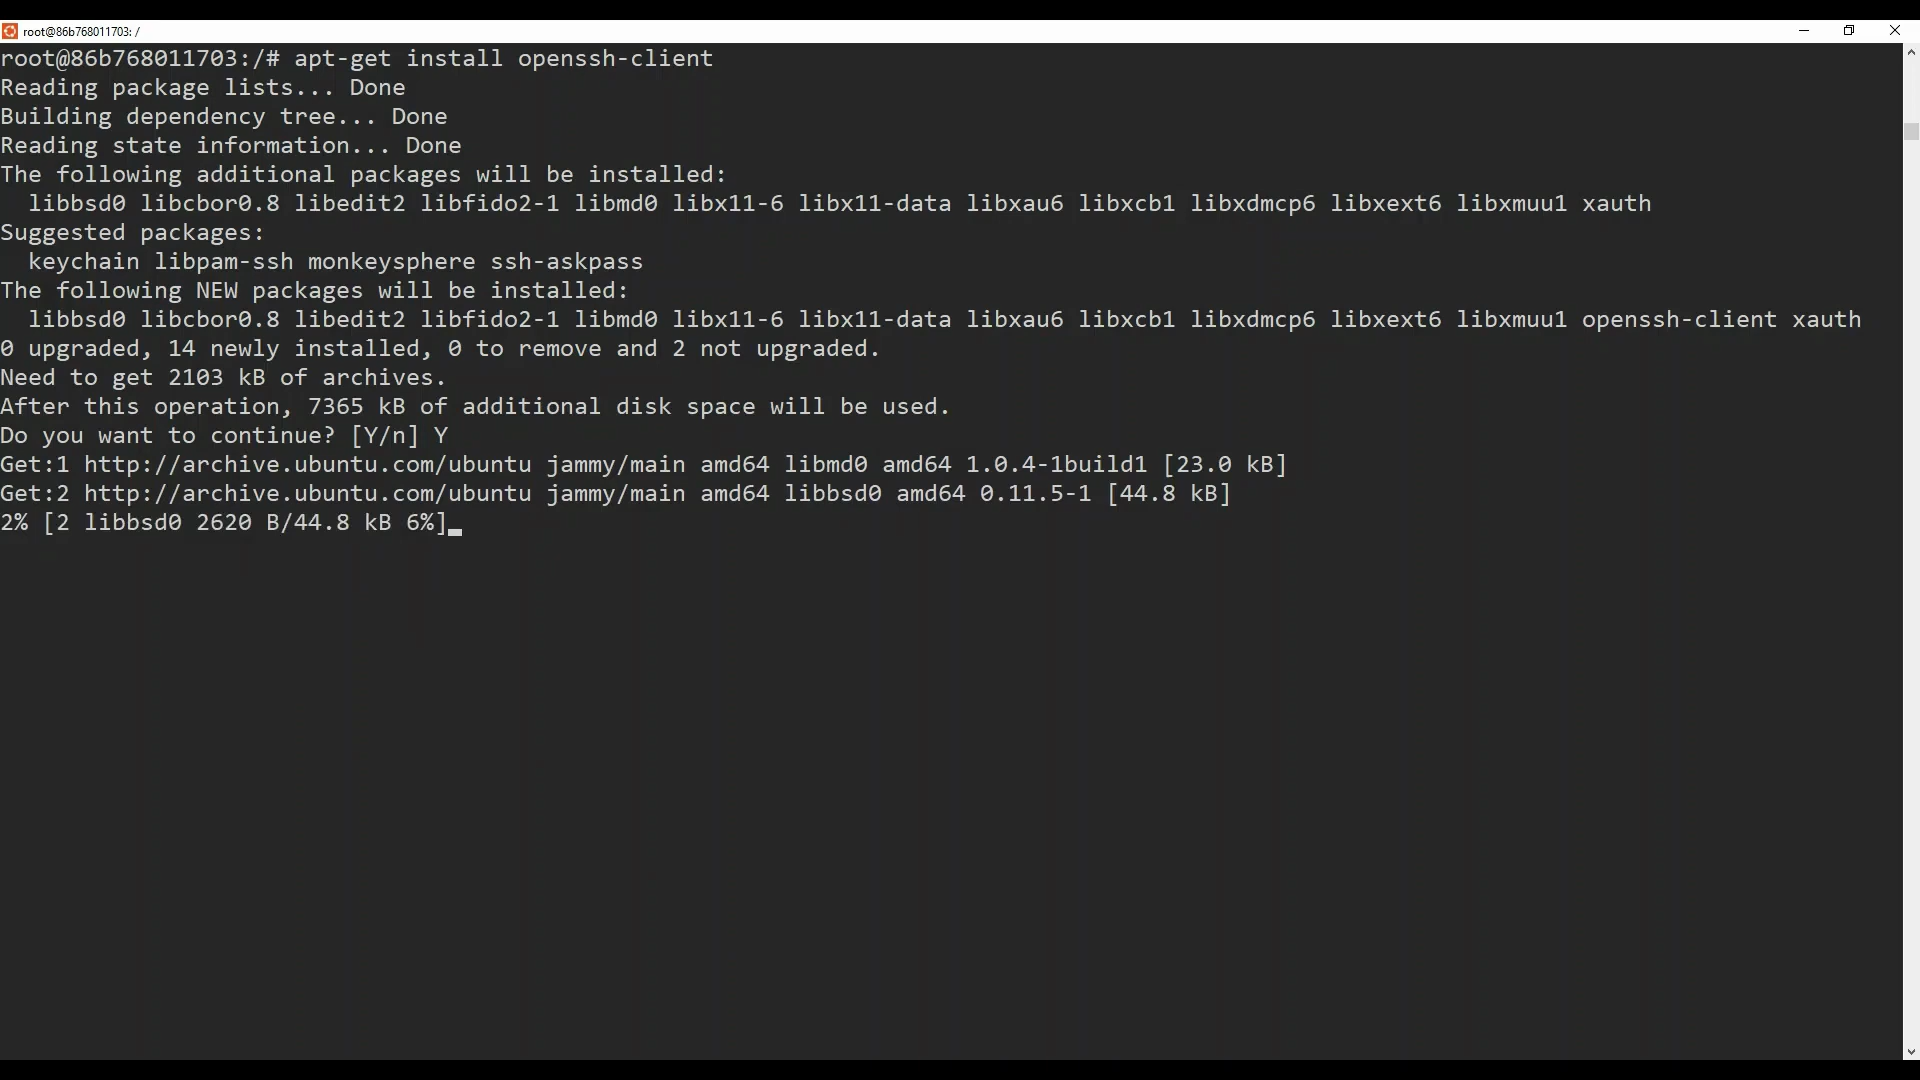 root@86b768011703: /
root@86b768011703:/# apt-get install openssh-client
Reading package lists... Done
Building dependency tree... Done
Reading state information... Done
The following additional packages will be installed:
  libbsd0 libcbor0.8 libedit2 libfido2-1 libmd0 libx11-6 libx11-data libxau6 libxcb1 libxdmcp6 libxext6 libxmuu1 xauth
Suggested packages:
  keychain libpam-ssh monkeysphere ssh-askpass
The following NEW packages will be installed:
  libbsd0 libcbor0.8 libedit2 libfido2-1 libmd0 libx11-6 libx11-data libxau6 libxcb1 libxdmcp6 libxext6 libxmuu1 openssh-client xauth
0 upgraded, 14 newly installed, 0 to remove and 2 not upgraded.
Need to get 2103 kB of archives.
After this operation, 7365 kB of additional disk space will be used.
Do you want to continue? [Y/n] Y
Get:1 http://archive.ubuntu.com/ubuntu jammy/main amd64 libmd0 amd64 1.0.4-1build1 [23.0 kB]
Get:2 http://archive.ubuntu.com/ubuntu jammy/main amd64 libbsd0 amd64 0.11.5-1 [44.8 kB]
2% [2 libbsd0 2620 B/44.8 kB 6%]